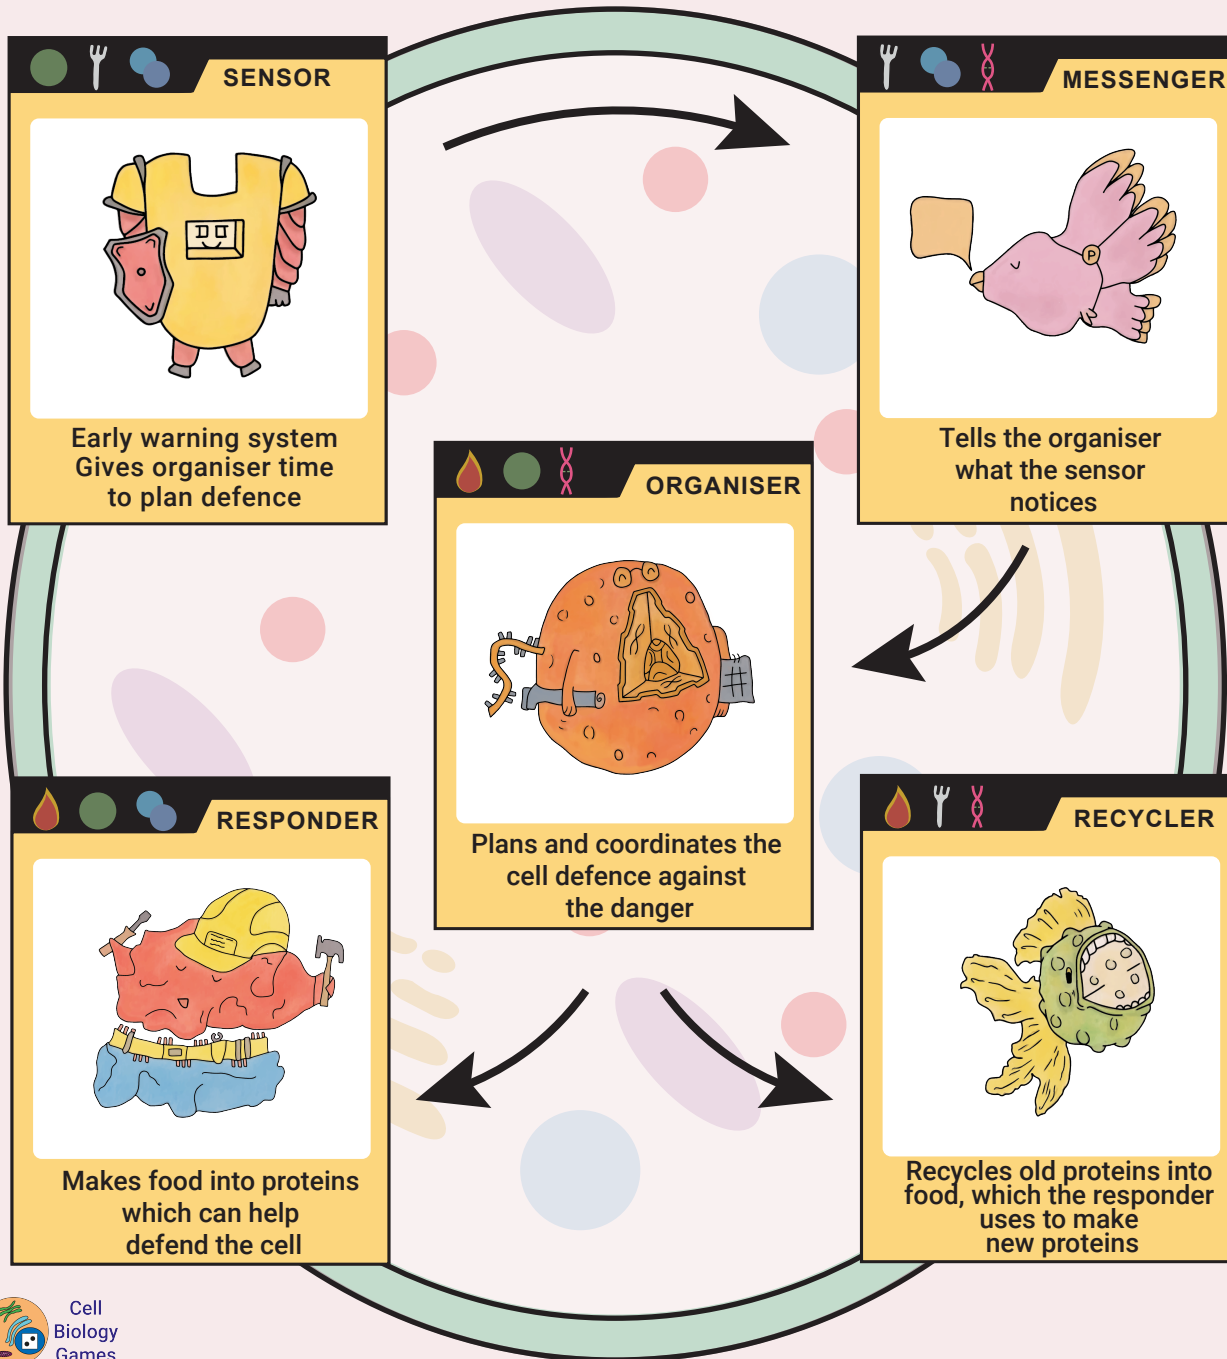 SENSOR
Early warning system
Gives organiser time
to plan defence
MESSENGER
P
Tells the organiser
what the sensor
notices
ORGANISER
Plans and coordinates the
cell defence against
the danger
RESPONDER
Makes food into proteins
which can help
defend the cell
RECYCLER
Recycles old proteins into
food, which the responder
uses to make
new proteins
Cell
Biology
Games